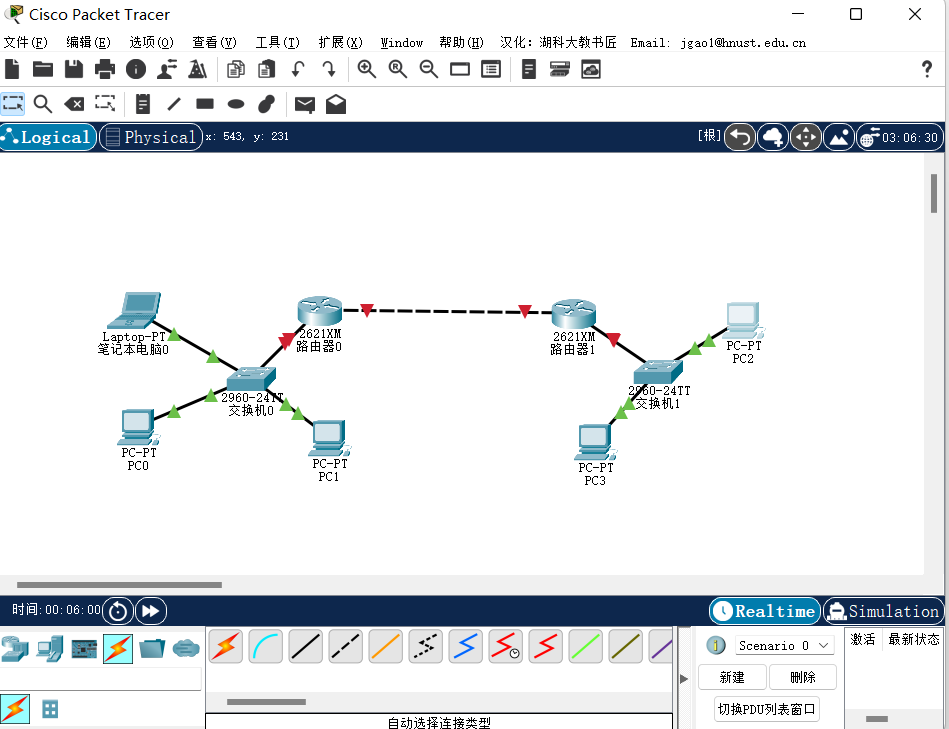 Cisco Packet Tracer
文件(F) 编辑(E) 选项(O) 查看(V) 工具(T) 扩展(X) Window 帮助(H) 汉化: 湖科大教书匠 Email: jgao1@hnust.edu.cn
Logical Physical x: 543, y: 231 [根] 03:06:30
Laptop-PT
笔记本电脑0
2621XM
路由器0
2621XM
路由器1
PC-PT
PC2
2960-24TT
交换机0
2960-24TT
交换机1
PC-PT
PC0
PC-PT
PC1
PC-PT
PC3
时间: 00:06:00 Realtime Simulation
Scenario 0
激活 最新状态
新建 删除
切换PDU列表窗口
自动选择连接类型